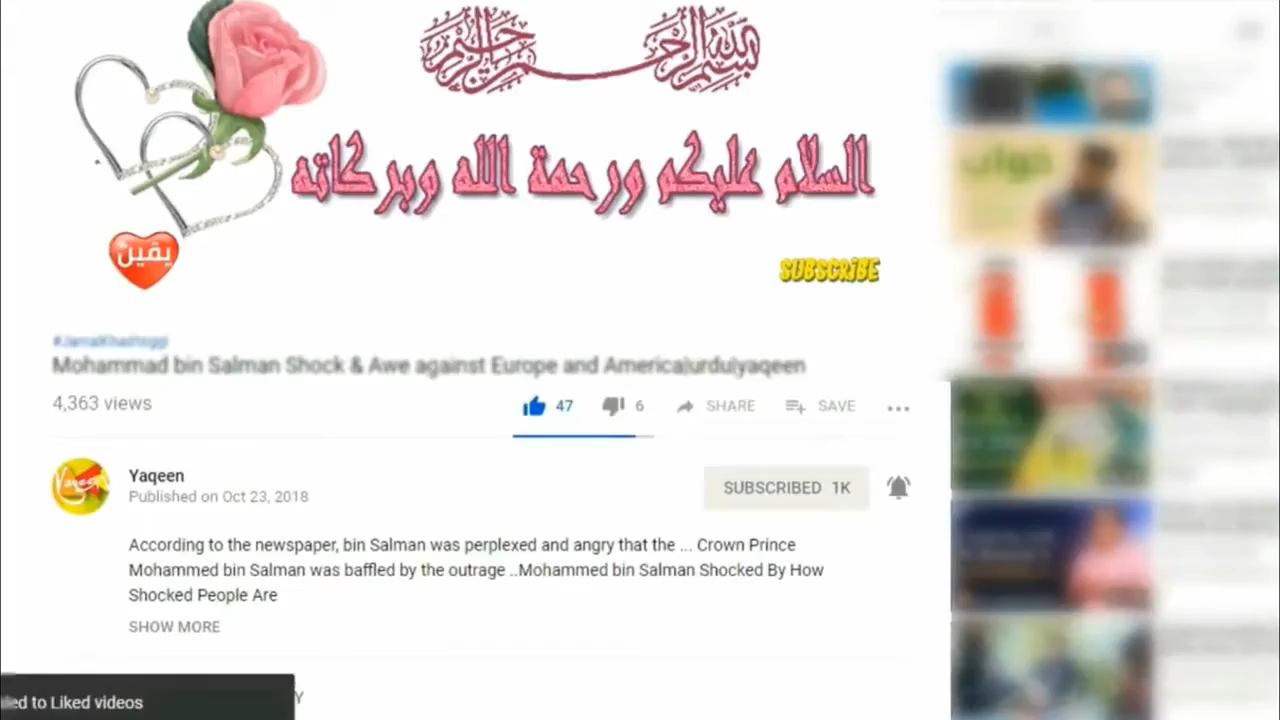 بسم الله الرحمن الرحيم
السلام عليكم ورحمة الله وبركاته
يقين
SUBSCRIBE
#JamalKhashoggi
Mohammad bin Salman Shock & Awe against Europe and America|urdu|yaqeen
4,363 views
47
6
SHARE
SAVE
Yaqeen
Yaqeen
Published on Oct 23, 2018
SUBSCRIBED 1K
According to the newspaper, bin Salman was perplexed and angry that the ... Crown Prince
Mohammed bin Salman was baffled by the outrage ..Mohammed bin Salman Shocked By How
Shocked People Are
SHOW MORE
to Liked videos